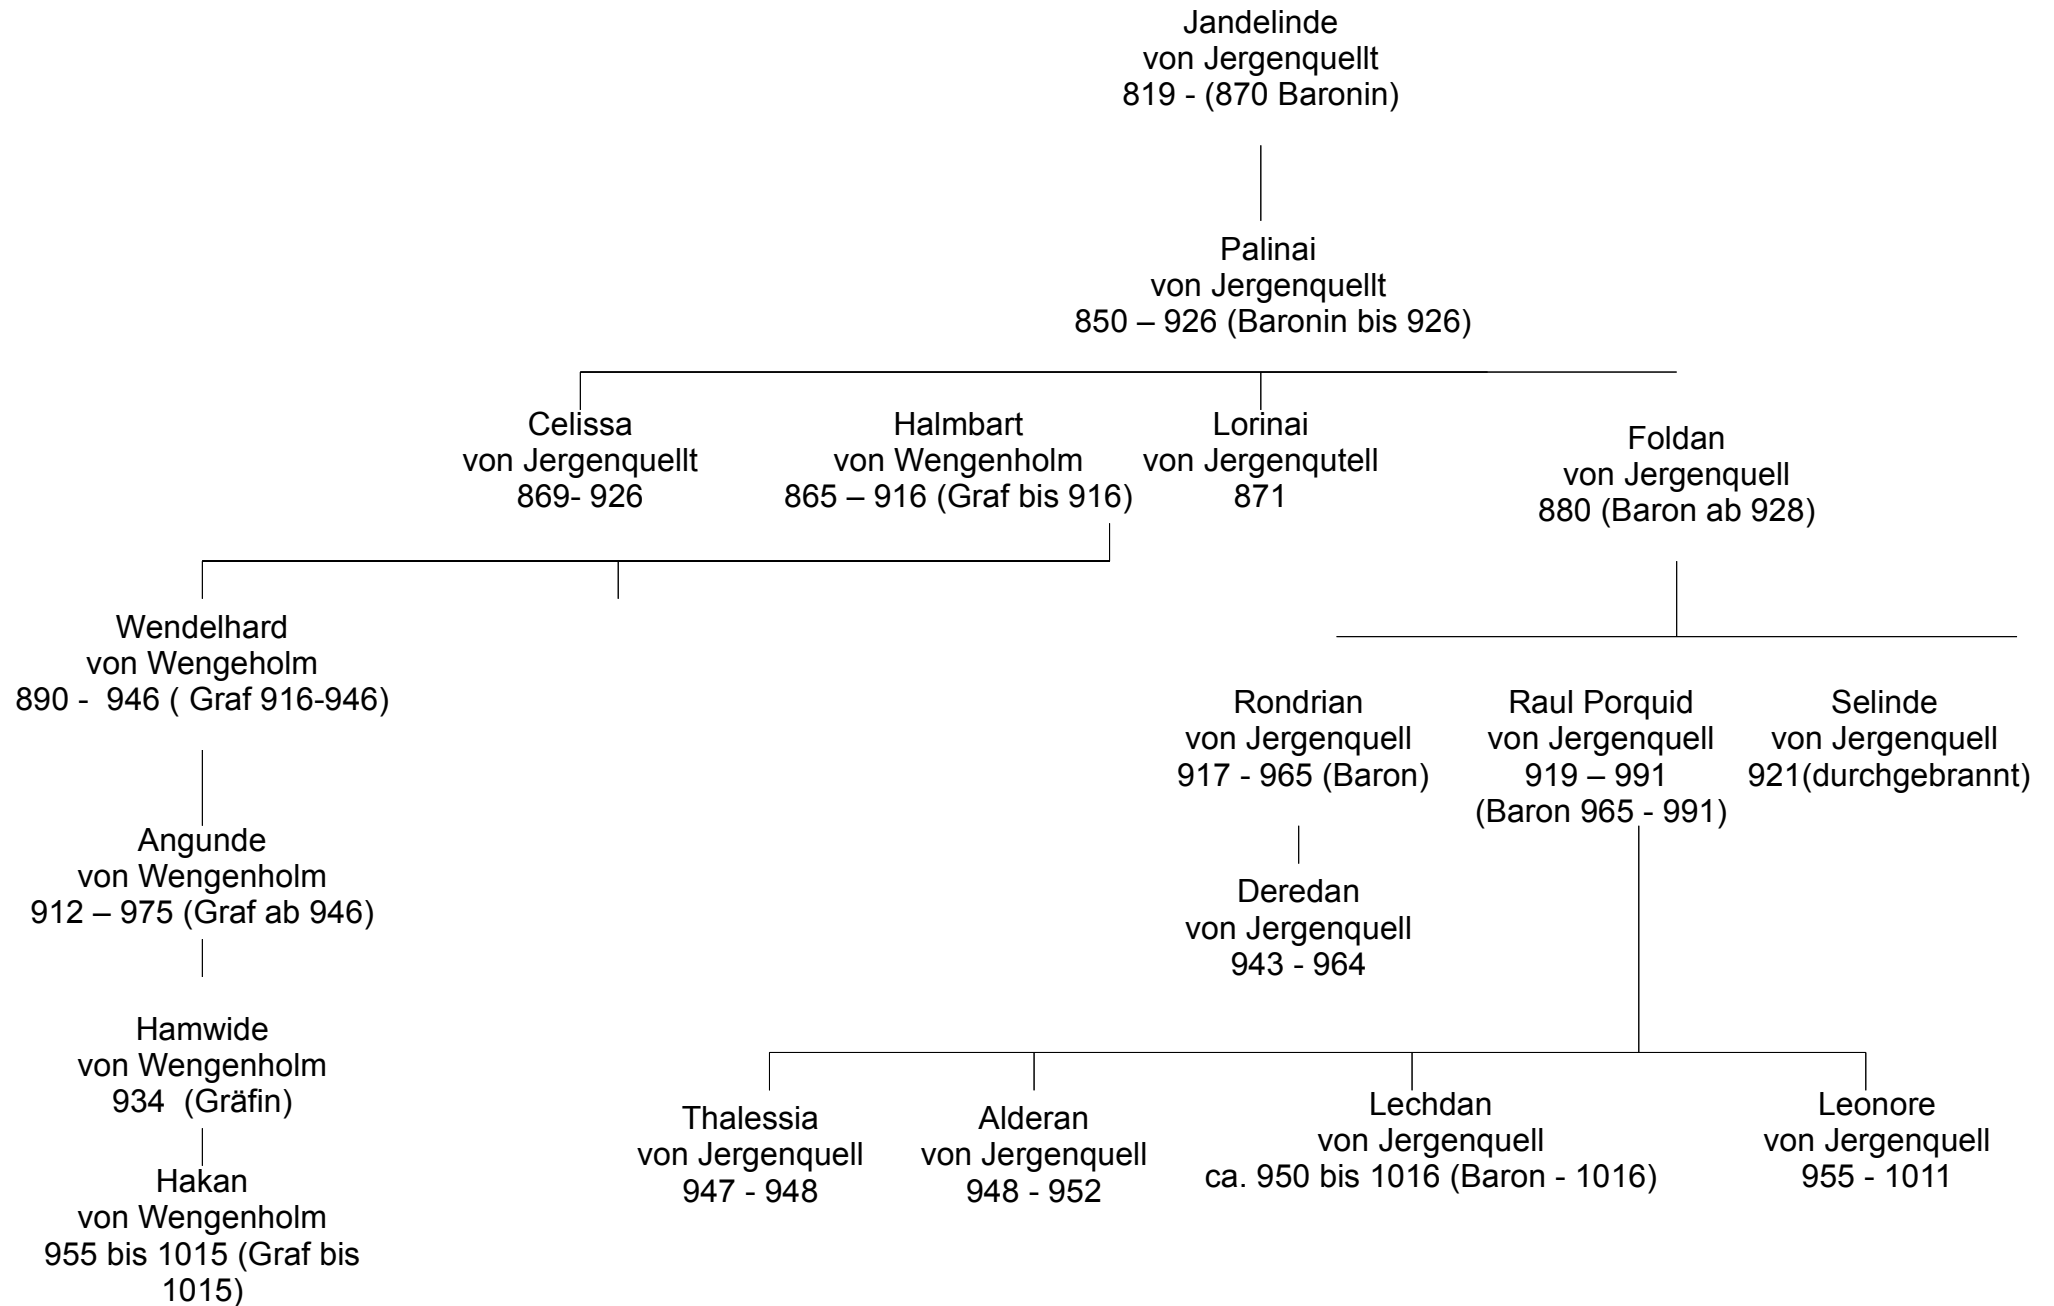 Jandelinde
von Jergenquellt
819 - (870 Baronin)
Palinai
von Jergenquellt
850 – 926 (Baronin bis 926)
Celissa
von Jergenquellt
869- 926
Halmbart
von Wengenholm
865 – 916 (Graf bis 916)
Lorinai
von Jergenqutell
871
Foldan
von Jergenquell
880 (Baron ab 928)
Wendelhard
von Wengeholm
890 -  946 ( Graf 916-946)
Rondrian
von Jergenquell
917 - 965 (Baron)
Raul Porquid
von Jergenquell
919 – 991
(Baron 965 - 991)
Selinde
von Jergenquell
921(durchgebrannt)
Angunde
von Wengenholm
912 – 975 (Graf ab 946)
Deredan
von Jergenquell
943 - 964
Hamwide
von Wengenholm
934  (Gräfin)
Thalessia
von Jergenquell
947 - 948
Alderan
von Jergenquell
948 - 952
Lechdan
von Jergenquell
ca. 950 bis 1016 (Baron - 1016)
Leonore
von Jergenquell
955 - 1011
Hakan
von Wengenholm
955 bis 1015 (Graf bis
1015)